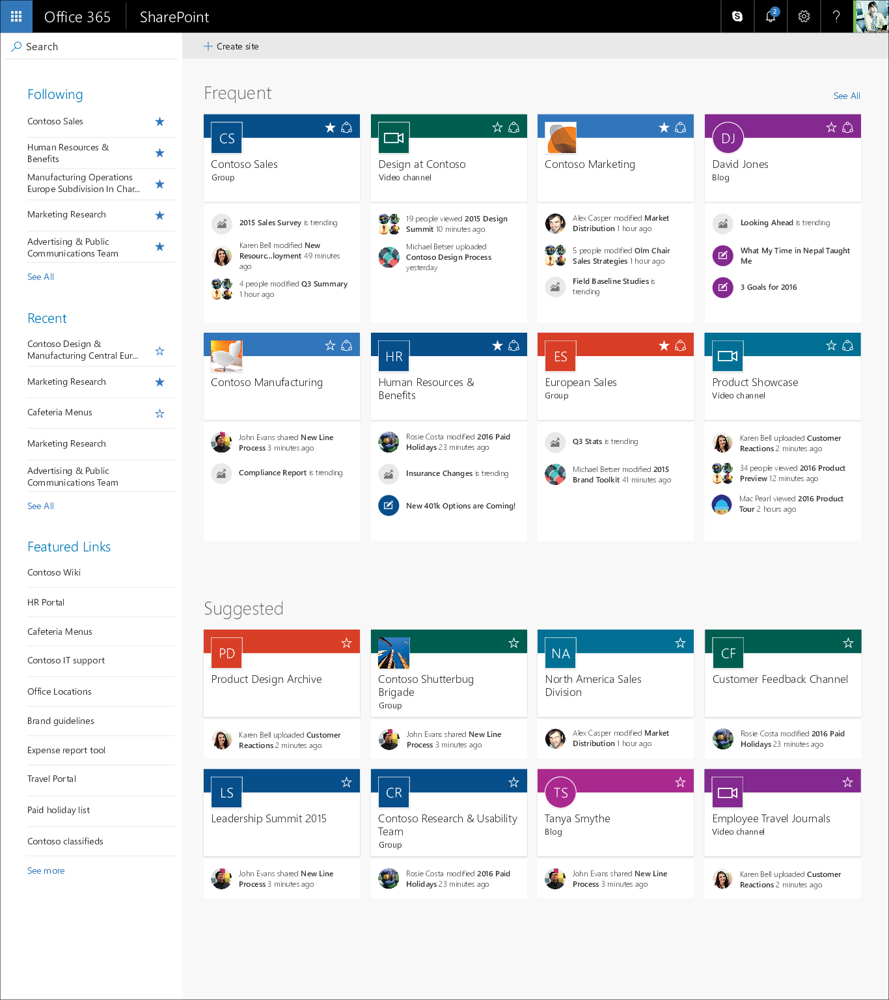 Office 365
SharePoint
2
?
Search
Create site
Following
Contoso Sales
Human Resources &
Benefits
Manufacturing Operations
Europe Subdivision In Char...
Marketing Research
Advertising & Public
Communications Team
See All
Recent
Contoso Design &
Manufacturing Central Eur...
Marketing Research
Cafeteria Menus
Marketing Research
Advertising & Public
Communications Team
See All
Featured Links
Contoso Wiki
HR Portal
Cafeteria Menus
Contoso IT support
Office Locations
Brand guidelines
Expense report tool
Travel Portal
Paid holiday list
Contoso classifieds
See more
Frequent
See All
CS
Contoso Sales
Group
2015 Sales Survey is trending
Karen Bell modified New
Resourc...loyment 49 minutes
ago
4 people modified Q3 Summary
1 hour ago
Design at Contoso
Video channel
19 people viewed 2015 Design
Summit 10 minutes ago
Michael Betser uploaded
Contoso Design Process
yesterday
Contoso Marketing
Alex Casper modified Market
Distribution 1 hour ago
5 people modified Olm Chair
Sales Strategies 1 hour ago
Field Baseline Studies is
trending
DJ
David Jones
Blog
Looking Ahead is trending
What My Time in Nepal Taught
Me
3 Goals for 2016
Contoso Manufacturing
John Evans shared New Line
Process 3 minutes ago
Compliance Report is trending
HR
Human Resources &
Benefits
Rosie Costa modified 2016 Paid
Holidays 23 minutes ago
Insurance Changes is trending
New 401k Options are Coming!
ES
European Sales
Group
Q3 Stats is trending
Michael Betser modified 2015
Brand Toolkit 41 minutes ago
Product Showcase
Video channel
Karen Bell uploaded Customer
Reactions 2 minutes ago
34 people viewed 2016 Product
Preview 12 minutes ago
Mac Pearl viewed 2016 Product
Tour 2 hours ago
Suggested
PD
Product Design Archive
Karen Bell uploaded Customer
Reactions 2 minutes ago
Contoso Shutterbug
Brigade
Group
John Evans shared New Line
Process 3 minutes ago
NA
North America Sales
Division
Alex Casper modified Market
Distribution 1 hour ago
CF
Customer Feedback Channel
Rosie Costa modified 2016 Paid
Holidays 23 minutes ago
LS
Leadership Summit 2015
John Evans shared New Line
Process 3 minutes ago
CR
Contoso Research & Usability
Team
Group
Rosie Costa modified 2016 Paid
Holidays 23 minutes ago
TS
Tanya Smythe
Blog
John Evans shared New Line
Process 3 minutes ago
Employee Travel Journals
Video channel
Karen Bell uploaded Customer
Reactions 2 minutes ago